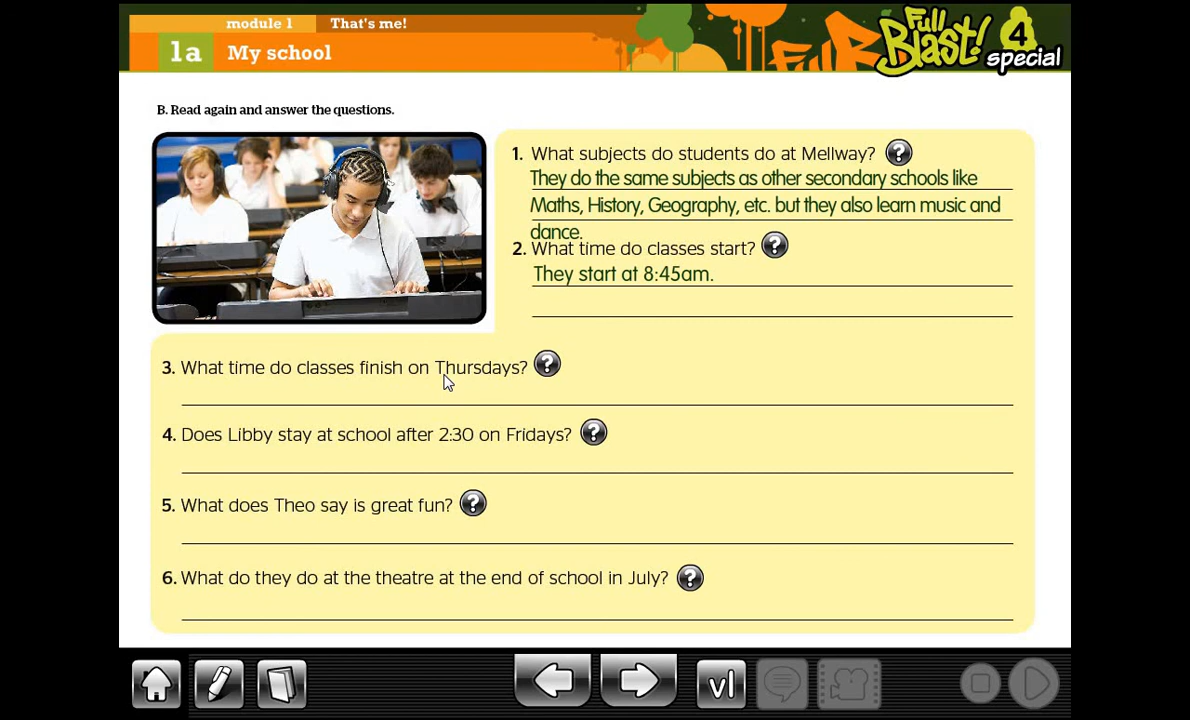 module 1 That's me!
1a My school
Full Blast! 4 special
FULL
B. Read again and answer the questions.
1. What subjects do students do at Mellway? ?
They do the same subjects as other secondary schools like
Maths, History, Geography, etc. but they also learn music and
dance.
2. What time do classes start? ?
They start at 8:45am.
3. What time do classes finish on Thursdays? ?
4. Does Libby stay at school after 2:30 on Fridays? ?
5. What does Theo say is great fun? ?
6. What do they do at the theatre at the end of school in July? ?
vl